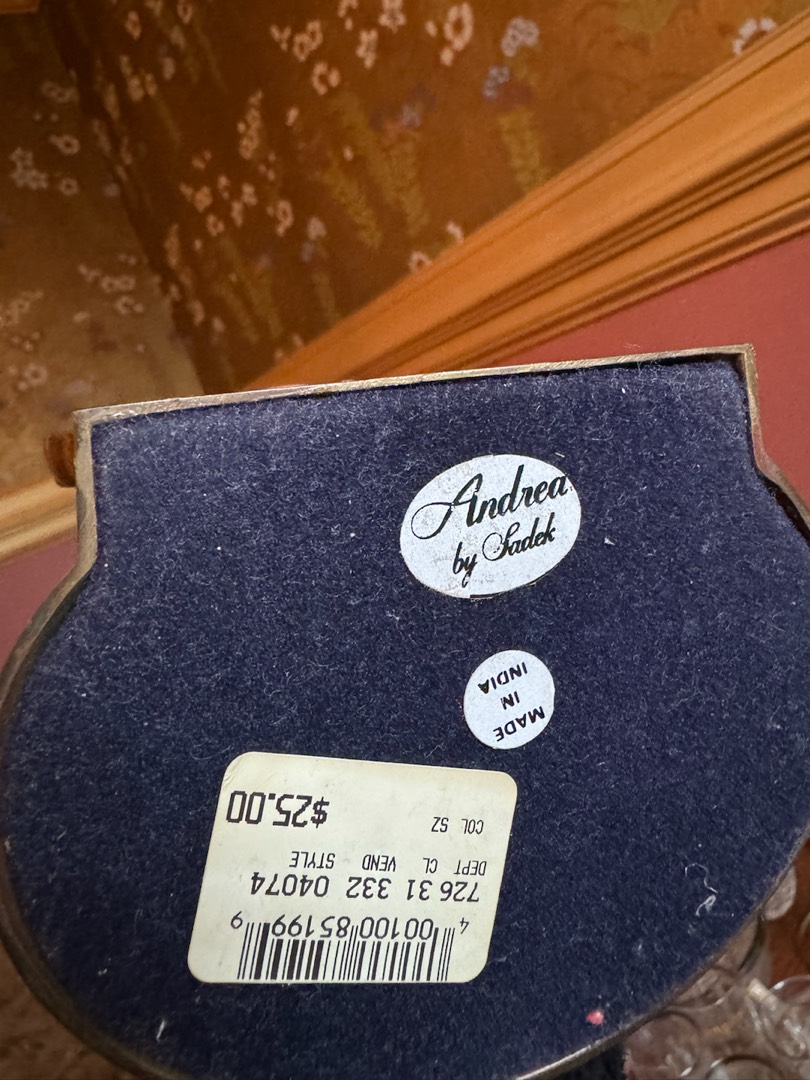 Andrea
by Sadek
MADE
IN
INDIA
4 00100 85199 9
726 31 332 04074
DEPT CL VEND STYLE
COL SZ
$25.00